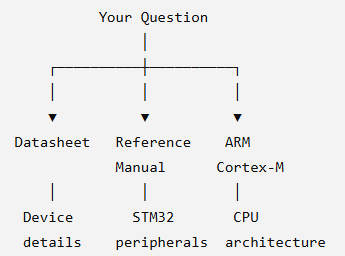 Your Question
Datasheet Reference ARM
Manual Cortex-M
Device STM32 CPU
details peripherals architecture